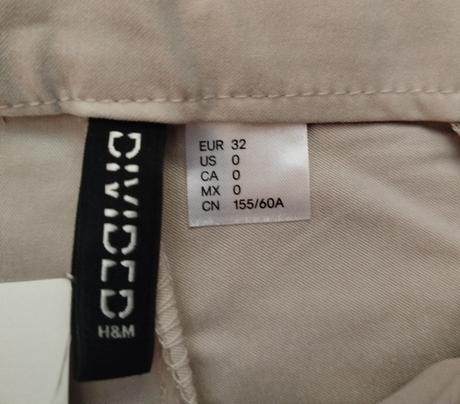 DIVIDED
H&M
EUR 32
US 0
CA 0
MX 0
CN 155/60A